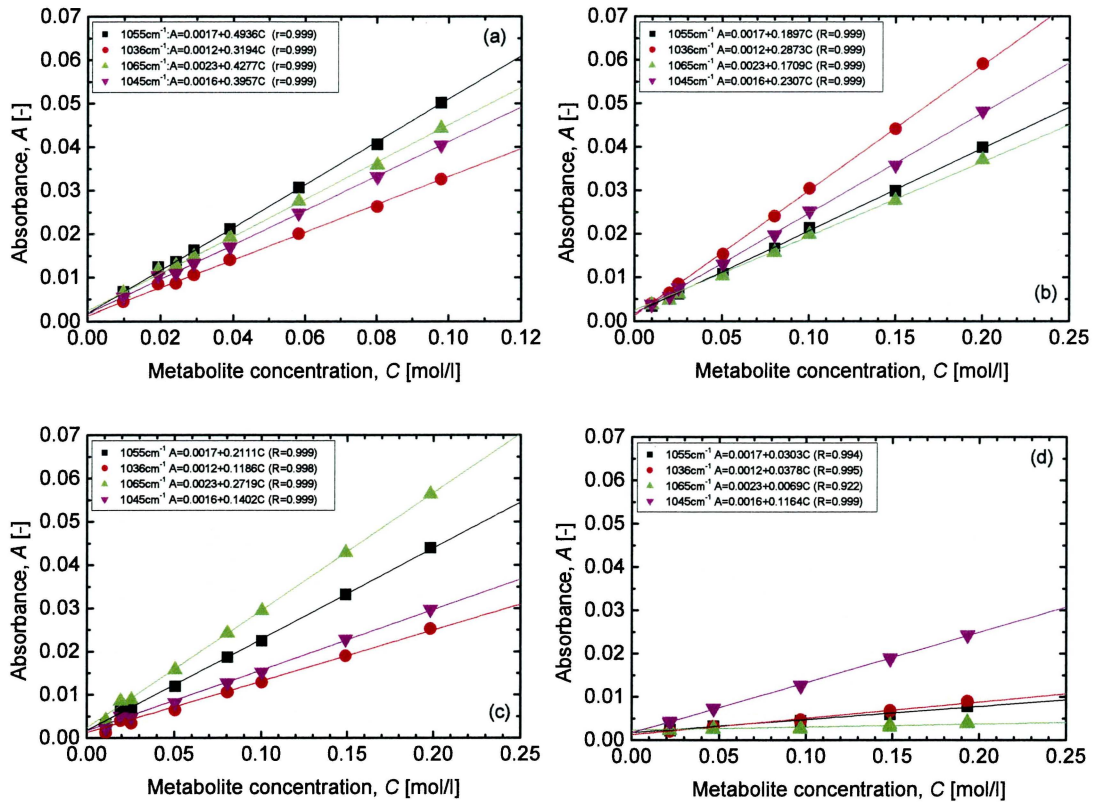 0.07
0.06
0.05
0.04
0.03
0.02
0.01
0.00
Absorbance, A [-]
1055cm⁻¹:A=0.0017+0.4936C (r=0.999)
1036cm⁻¹:A=0.0012+0.3194C (r=0.999)
1065cm⁻¹:A=0.0023+0.4277C (r=0.999)
1045cm⁻¹:A=0.0016+0.3957C (r=0.999)
(a)
0.00 0.02 0.04 0.06 0.08 0.10 0.12
Metabolite concentration, C [mol/l]
0.07
0.06
0.05
0.04
0.03
0.02
0.01
0.00
Absorbance, A [-]
1055cm⁻¹ A=0.0017+0.1897C (R=0.999)
1036cm⁻¹ A=0.0012+0.2873C (R=0.999)
1065cm⁻¹ A=0.0023+0.1709C (R=0.999)
1045cm⁻¹ A=0.0016+0.2307C (R=0.999)
(b)
0.00 0.05 0.10 0.15 0.20 0.25
Metabolite concentration, C [mol/l]
0.07
0.06
0.05
0.04
0.03
0.02
0.01
0.00
Absorbance, A [-]
1055cm⁻¹ A=0.0017+0.2111C (R=0.999)
1036cm⁻¹ A=0.0012+0.1186C (R=0.998)
1065cm⁻¹ A=0.0023+0.2719C (R=0.999)
1045cm⁻¹ A=0.0016+0.1402C (R=0.999)
(c)
0.00 0.05 0.10 0.15 0.20 0.25
Metabolite concentration, C [mol/l]
0.07
0.06
0.05
0.04
0.03
0.02
0.01
0.00
Absorbance, A [-]
1055cm⁻¹ A=0.0017+0.0303C (R=0.994)
1036cm⁻¹ A=0.0012+0.0378C (R=0.995)
1065cm⁻¹ A=0.0023+0.0069C (R=0.922)
1045cm⁻¹ A=0.0016+0.1164C (R=0.999)
(d)
0.00 0.05 0.10 0.15 0.20 0.25
Metabolite concentration, C [mol/l]